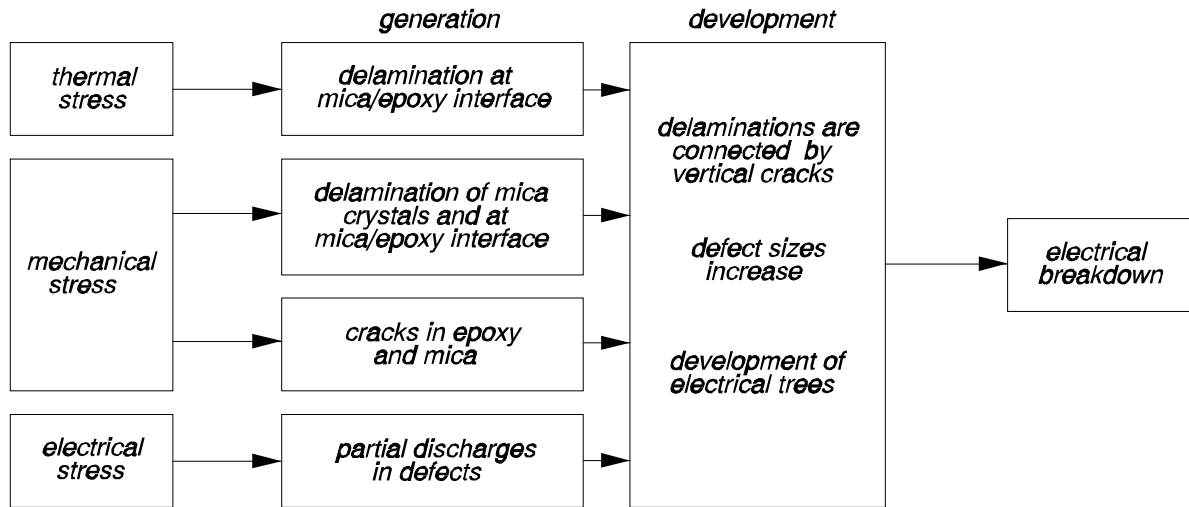 generation
development
thermal
stress
delamination at
mica/epoxy interface
mechanical
stress
delamination of mica
crystals and at
mica/epoxy interface
cracks in epoxy
and mica
electrical
stress
partial discharges
in defects
delaminations are
connected by
vertical cracks
defect sizes
increase
development of
electrical trees
electrical
breakdown